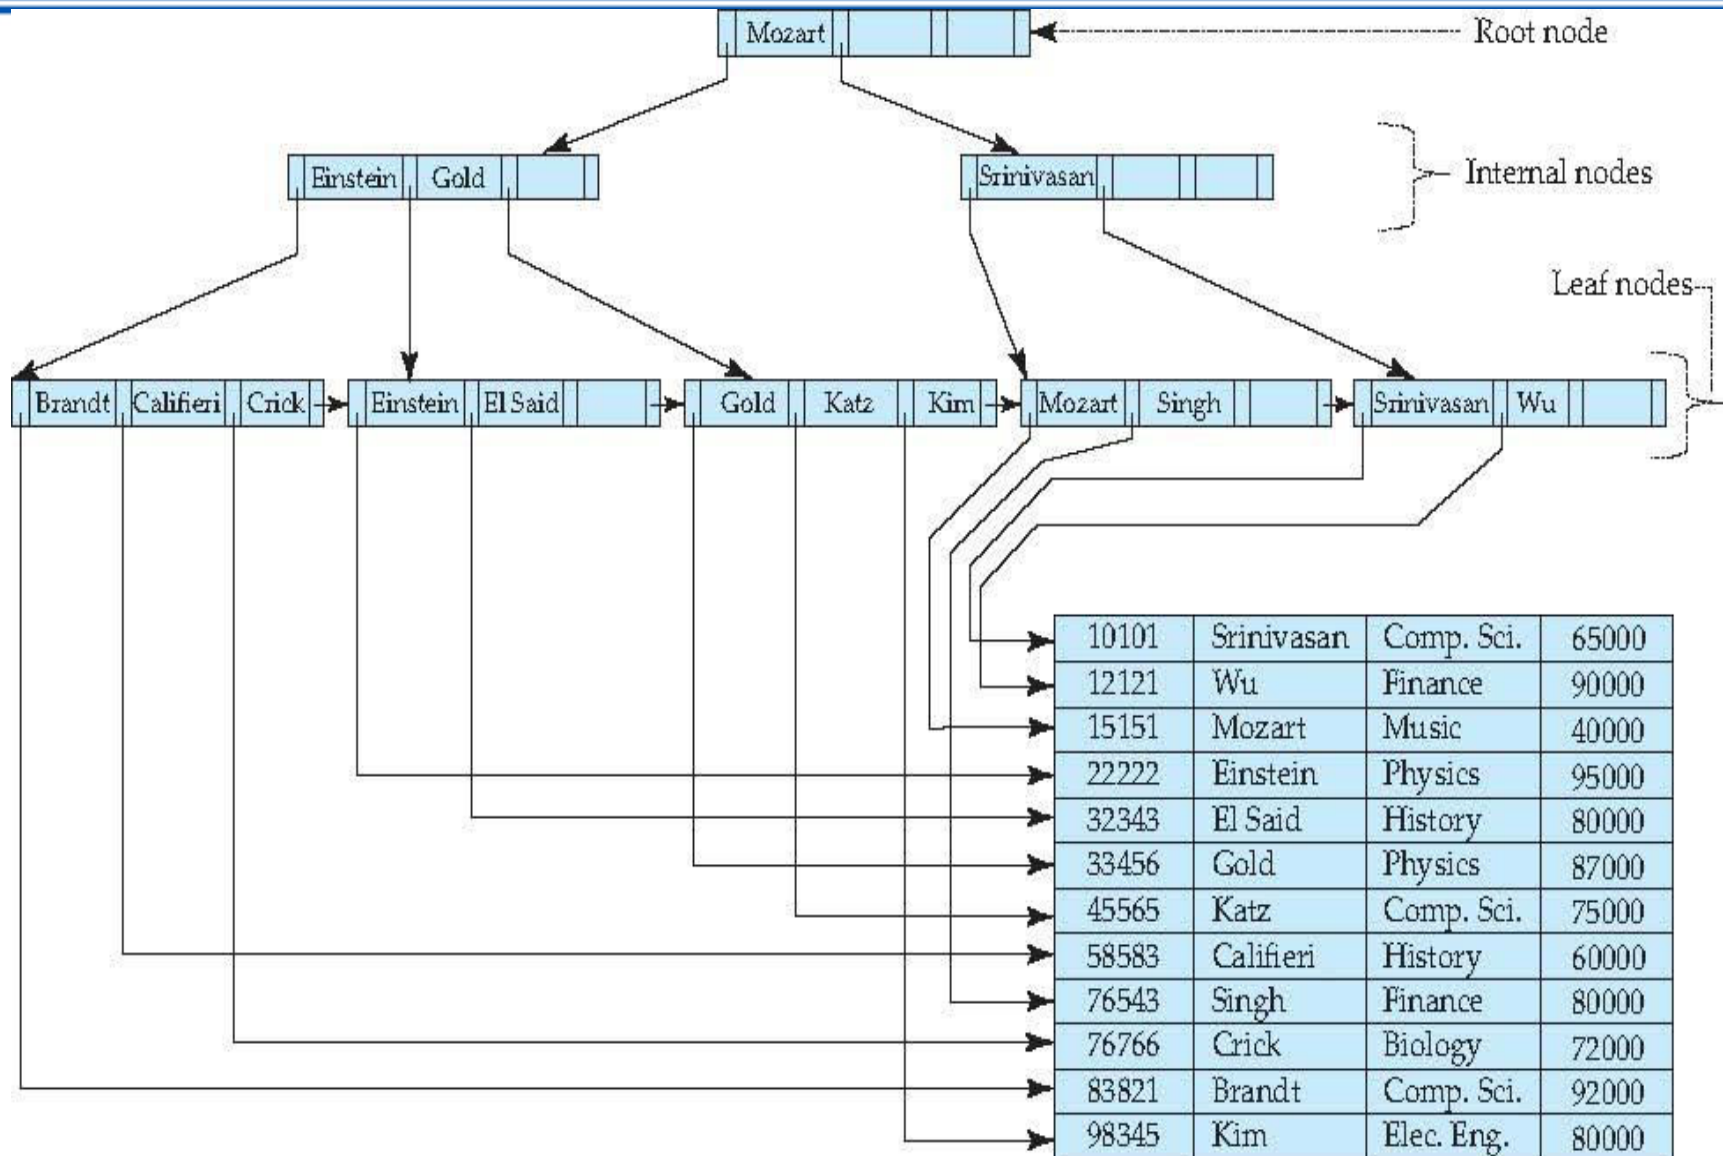 Mozart
Root node
Einstein Gold
Srinivasan
Internal nodes
Leaf nodes
Brandt Califieri Crick Einstein El Said Gold Katz Kim Mozart Singh Srinivasan Wu
10101 Srinivasan Comp. Sci. 65000
12121 Wu Finance 90000
15151 Mozart Music 40000
22222 Einstein Physics 95000
32343 El Said History 80000
33456 Gold Physics 87000
45565 Katz Comp. Sci. 75000
58583 Califieri History 60000
76543 Singh Finance 80000
76766 Crick Biology 72000
83821 Brandt Comp. Sci. 92000
98345 Kim Elec. Eng. 80000